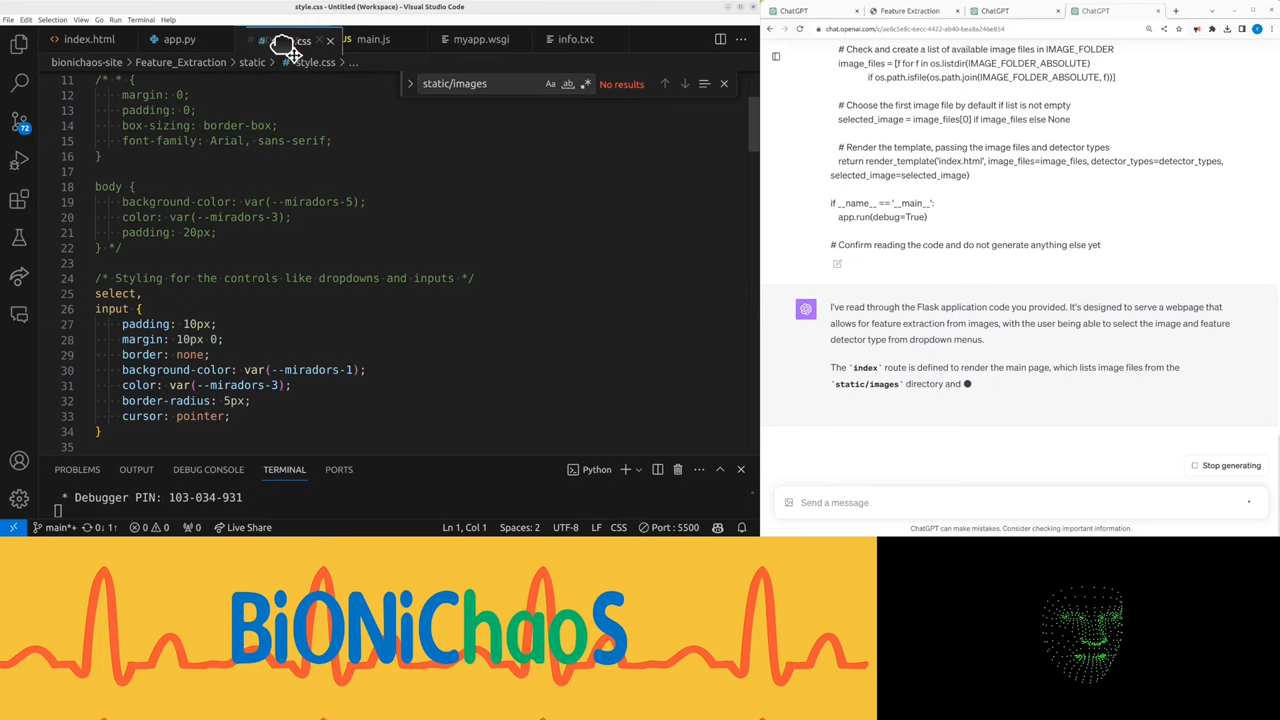 style.css - Untitled (Workspace) - Visual Studio Code
File Edit Selection View Go Run Terminal Help
index.html app.py .css main.js myapp.wsgi info.txt
bionichaos-site > Feature_Extraction > static > # style.css > ...
static/images Aa ab No results
11 /* * {
12 margin: 0;
13 padding: 0;
14 box-sizing: border-box;
15 font-family: Arial, sans-serif;
16 }
17
18 body {
19 background-color: var(--miradors-5);
20 color: var(--miradors-3);
21 padding: 20px;
22 } */
23
24 /* Styling for the controls like dropdowns and inputs */
25 select,
26 input {
27 padding: 10px;
28 margin: 10px 0;
29 border: none;
30 background-color: var(--miradors-1);
31 color: var(--miradors-3);
32 border-radius: 5px;
33 cursor: pointer;
34 }
35
72
PROBLEMS OUTPUT DEBUG CONSOLE TERMINAL PORTS Python
* Debugger PIN: 103-034-931
main*+ 0↓ 1↑ 0 0 0 Live Share Ln 1, Col 1 Spaces: 2 UTF-8 LF CSS Port : 5500
ChatGPT Feature Extraction ChatGPT ChatGPT
chat.openai.com/c/ae8c5e8c-6ecc-4422-ab40-bea8a246e854
# Check and create a list of available image files in IMAGE_FOLDER
image_files = [f for f in os.listdir(IMAGE_FOLDER_ABSOLUTE)
if os.path.isfile(os.path.join(IMAGE_FOLDER_ABSOLUTE, f))]
# Choose the first image file by default if list is not empty
selected_image = image_files[0] if image_files else None
# Render the template, passing the image files and detector types
return render_template('index.html', image_files=image_files, detector_types=detector_types,
selected_image=selected_image)
if __name__ == '__main__':
app.run(debug=True)
# Confirm reading the code and do not generate anything else yet
I've read through the Flask application code you provided. It's designed to serve a webpage that
allows for feature extraction from images, with the user being able to select the image and feature
detector type from dropdown menus.
The `index` route is defined to render the main page, which lists image files from the
`static/images` directory and
Stop generating
Send a message
ChatGPT can make mistakes. Consider checking important information.
BiONiChaoS